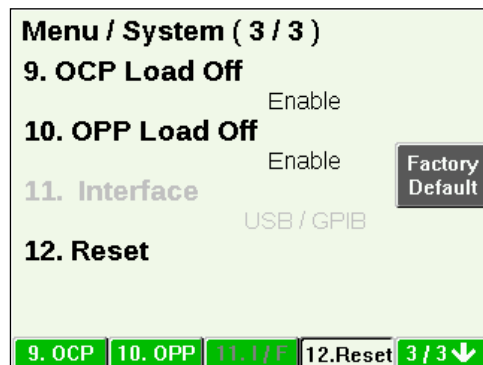 Menu / System ( 3 / 3 )
9. OCP Load Off
Enable
10. OPP Load Off
Enable
Factory
Default
11. Interface
USB / GPIB
12. Reset
9. OCP 10. OPP 11. I / F 12.Reset 3 / 3